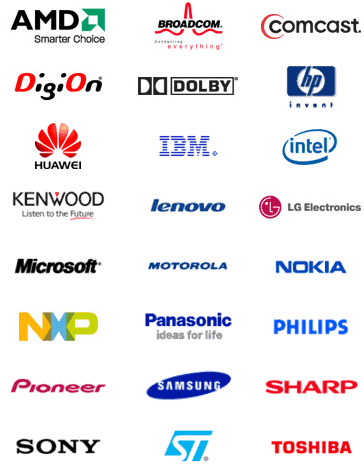 AMD
Smarter Choice
BROADCOM.
Connecting
everything®
Comcast.
DigiOn®
DOLBY®
hp
invent
HUAWEI
IBM®
intel®
KENWOOD
Listen to the Future
lenovo
LG LG Electronics
Microsoft®
MOTOROLA
NOKIA
NXP
Panasonic
ideas for life
PHILIPS
Pioneer
SAMSUNG
SHARP
SONY
ST
TOSHIBA